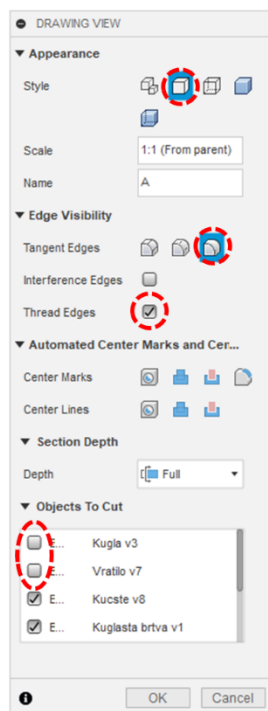 DRAWING VIEW
Appearance
Style
Scale 1:1 (From parent)
Name A
Edge Visibility
Tangent Edges
Interference Edges
Thread Edges
Automated Center Marks and Cer...
Center Marks
Center Lines
Section Depth
Depth Full
Objects To Cut
E... Kugla v3
E... Vratilo v7
E... Kucste v8
E... Kuglasta brtva v1
OK Cancel